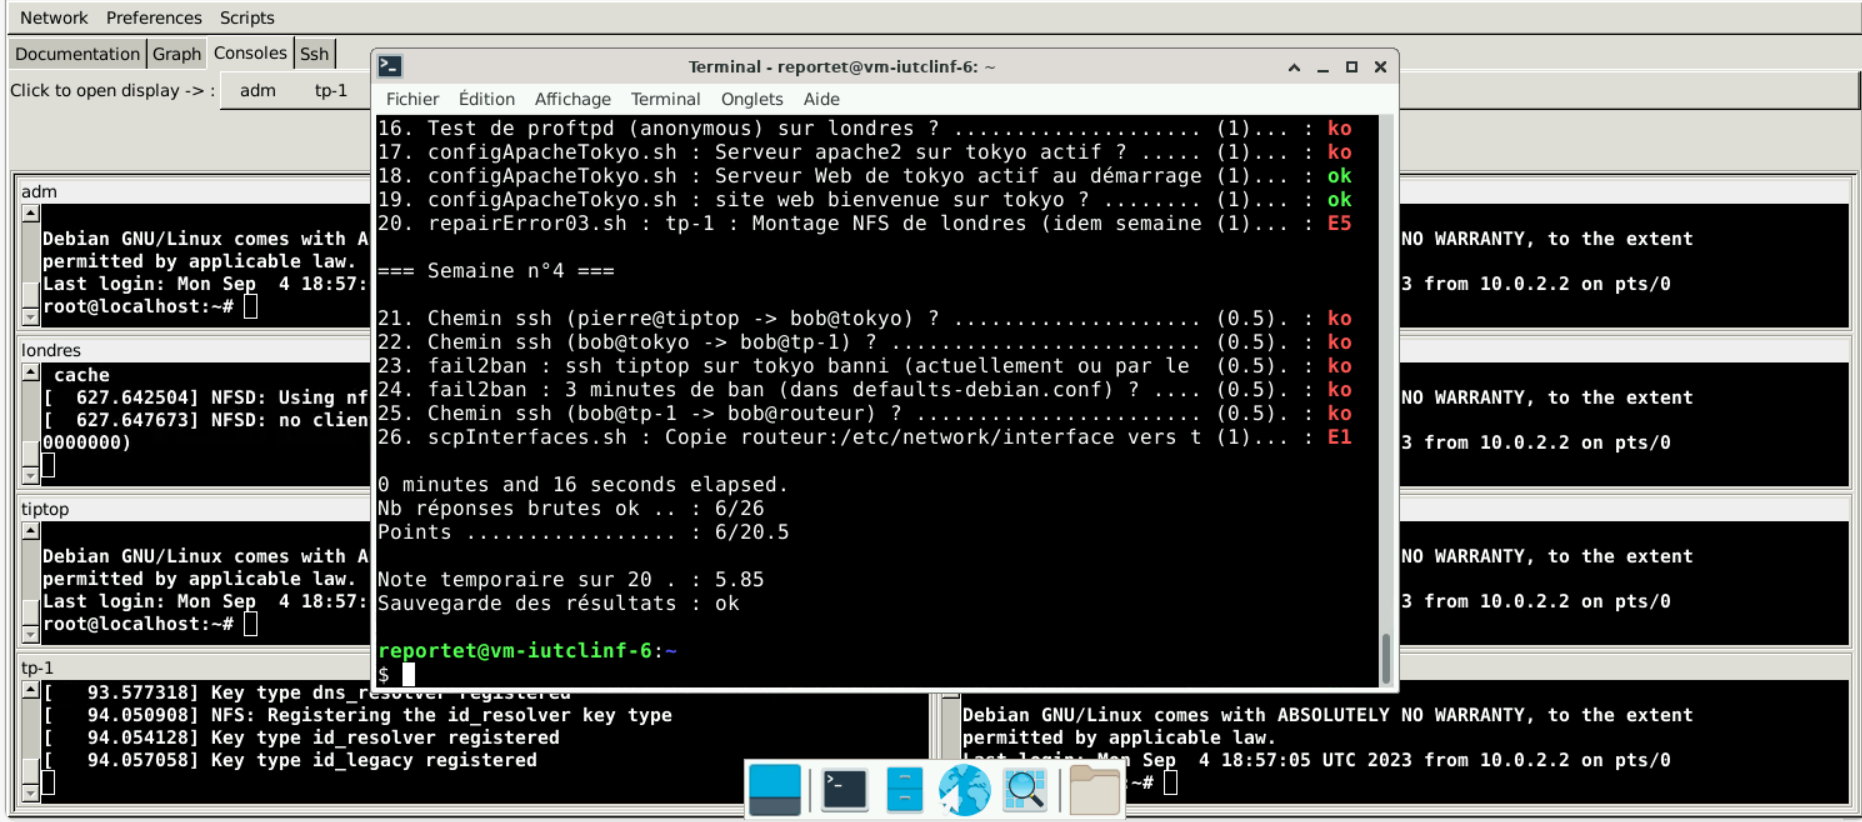 Network Preferences Scripts
Documentation Graph Consoles Ssh
Click to open display -> : adm tp-1
Terminal - reportet@vm-iutclinf-6: ~
Fichier Édition Affichage Terminal Onglets Aide
16. Test de proftpd (anonymous) sur londres ? .................... (1)... : ko
17. configApacheTokyo.sh : Serveur apache2 sur tokyo actif ? ..... (1)... : ko
18. configApacheTokyo.sh : Serveur Web de tokyo actif au démarrage (1)... : ok
19. configApacheTokyo.sh : site web bienvenue sur tokyo ? ........ (1)... : ok
20. repairError03.sh : tp-1 : Montage NFS de londres (idem semaine (1)... : E5
=== Semaine n°4 ===
21. Chemin ssh (pierre@tiptop -> bob@tokyo) ? .................... (0.5). : ko
22. Chemin ssh (bob@tokyo -> bob@tp-1) ? ......................... (0.5). : ko
23. fail2ban : ssh tiptop sur tokyo banni (actuellement ou par le (0.5). : ko
24. fail2ban : 3 minutes de ban (dans defaults-debian.conf) ? .... (0.5). : ko
25. Chemin ssh (bob@tp-1 -> bob@routeur) ? ....................... (0.5). : ko
26. scpInterfaces.sh : Copie routeur:/etc/network/interface vers t (1)... : E1
0 minutes and 16 seconds elapsed.
Nb réponses brutes ok .. : 6/26
Points ................. : 6/20.5
Note temporaire sur 20 . : 5.85
Sauvegarde des résultats : ok
reportet@vm-iutclinf-6:~
$
adm
Debian GNU/Linux comes with A
permitted by applicable law.
Last login: Mon Sep 4 18:57:
root@localhost:~#
londres
cache
[ 627.642504] NFSD: Using nf
[ 627.647673] NFSD: no clien
0000000)
tiptop
Debian GNU/Linux comes with A
permitted by applicable law.
Last login: Mon Sep 4 18:57:
root@localhost:~#
tp-1
[ 93.577318] Key type dns_resolver registered
[ 94.050908] NFS: Registering the id_resolver key type
[ 94.054128] Key type id_resolver registered
[ 94.057058] Key type id_legacy registered
NO WARRANTY, to the extent
3 from 10.0.2.2 on pts/0
NO WARRANTY, to the extent
3 from 10.0.2.2 on pts/0
NO WARRANTY, to the extent
3 from 10.0.2.2 on pts/0
Debian GNU/Linux comes with ABSOLUTELY NO WARRANTY, to the extent
permitted by applicable law.
Last login: Mon Sep 4 18:57:05 UTC 2023 from 10.0.2.2 on pts/0
:~#